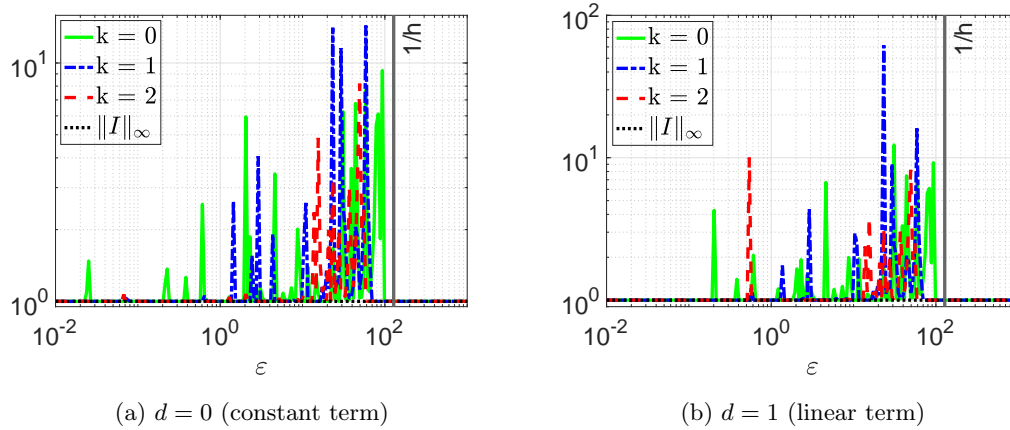 10^1
10^0
k = 0
k = 1
k = 2
‖I‖_∞
1/h
10^{-2} 10^0 10^2
ε
(a) d = 0 (constant term)
10^2
10^1
10^0
k = 0
k = 1
k = 2
‖I‖_∞
1/h
10^{-2} 10^0 10^2
ε
(b) d = 1 (linear term)